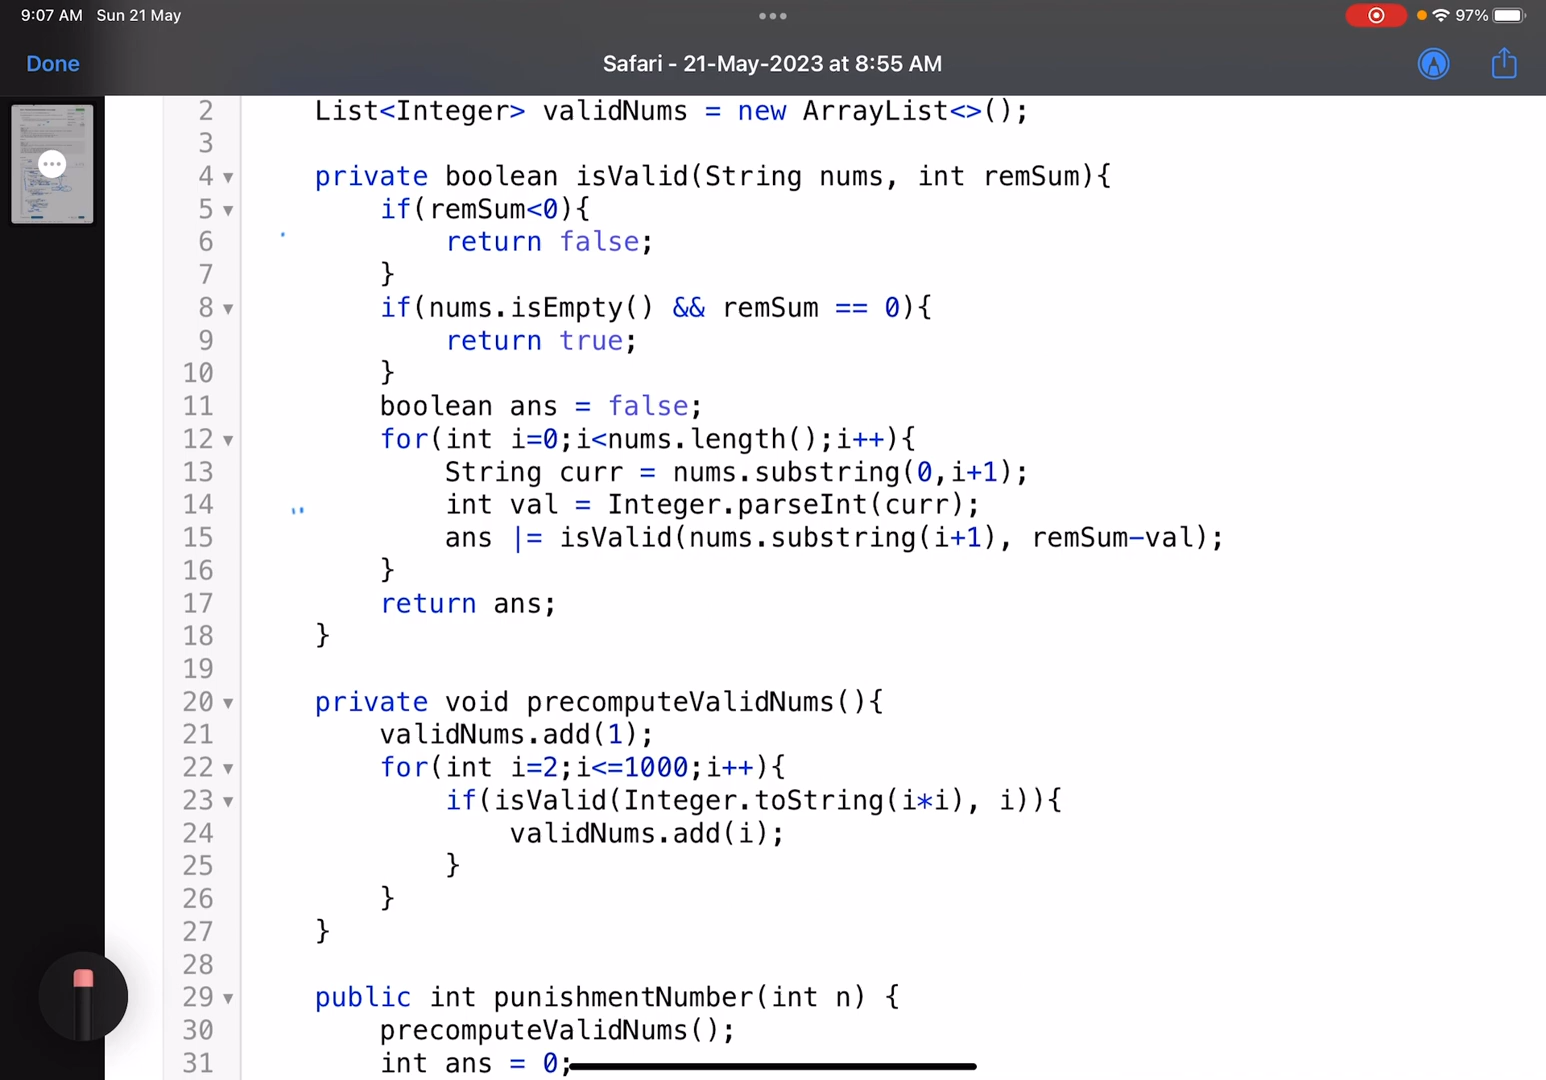 9:07 AM Sun 21 May
97%
Done
Safari - 21-May-2023 at 8:55 AM
2 List<Integer> validNums = new ArrayList<>();
3
4 private boolean isValid(String nums, int remSum){
5 if(remSum<0){
6 return false;
7 }
8 if(nums.isEmpty() && remSum == 0){
9 return true;
10 }
11 boolean ans = false;
12 for(int i=0;i<nums.length();i++){
13 String curr = nums.substring(0,i+1);
14 int val = Integer.parseInt(curr);
15 ans |= isValid(nums.substring(i+1), remSum-val);
16 }
17 return ans;
18 }
19
20 private void precomputeValidNums(){
21 validNums.add(1);
22 for(int i=2;i<=1000;i++){
23 if(isValid(Integer.toString(i*i), i)){
24 validNums.add(i);
25 }
26 }
27 }
28
29 public int punishmentNumber(int n) {
30 precomputeValidNums();
31 int ans = 0;